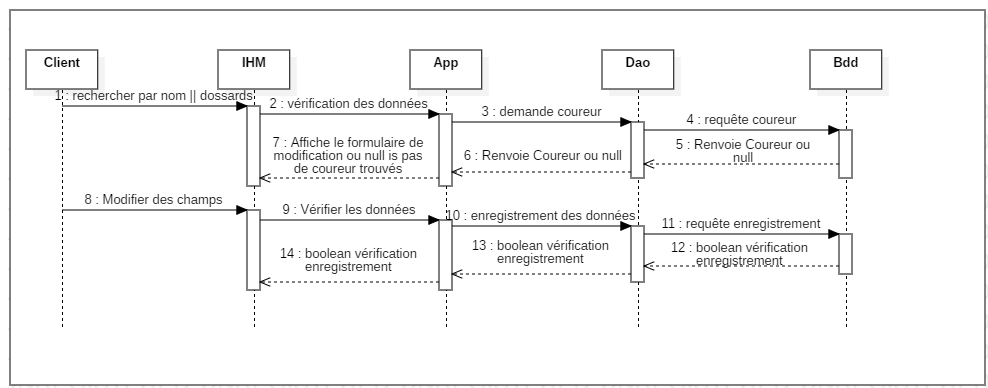 Client
IHM
App
Dao
Bdd
1 : rechercher par nom || dossards
2 : vérification des données
3 : demande coureur
4 : requête coureur
5 : Renvoie Coureur ou
null
6 : Renvoie Coureur ou null
7 : Affiche le formulaire de
modification ou null is pas
de coureur trouvés
8 : Modifier des champs
9 : Vérifier les données
10 : enregistrement des données
11 : requête enregistrement
12 : boolean vérification
enregistrement
13 : boolean vérification
enregistrement
14 : boolean vérification
enregistrement